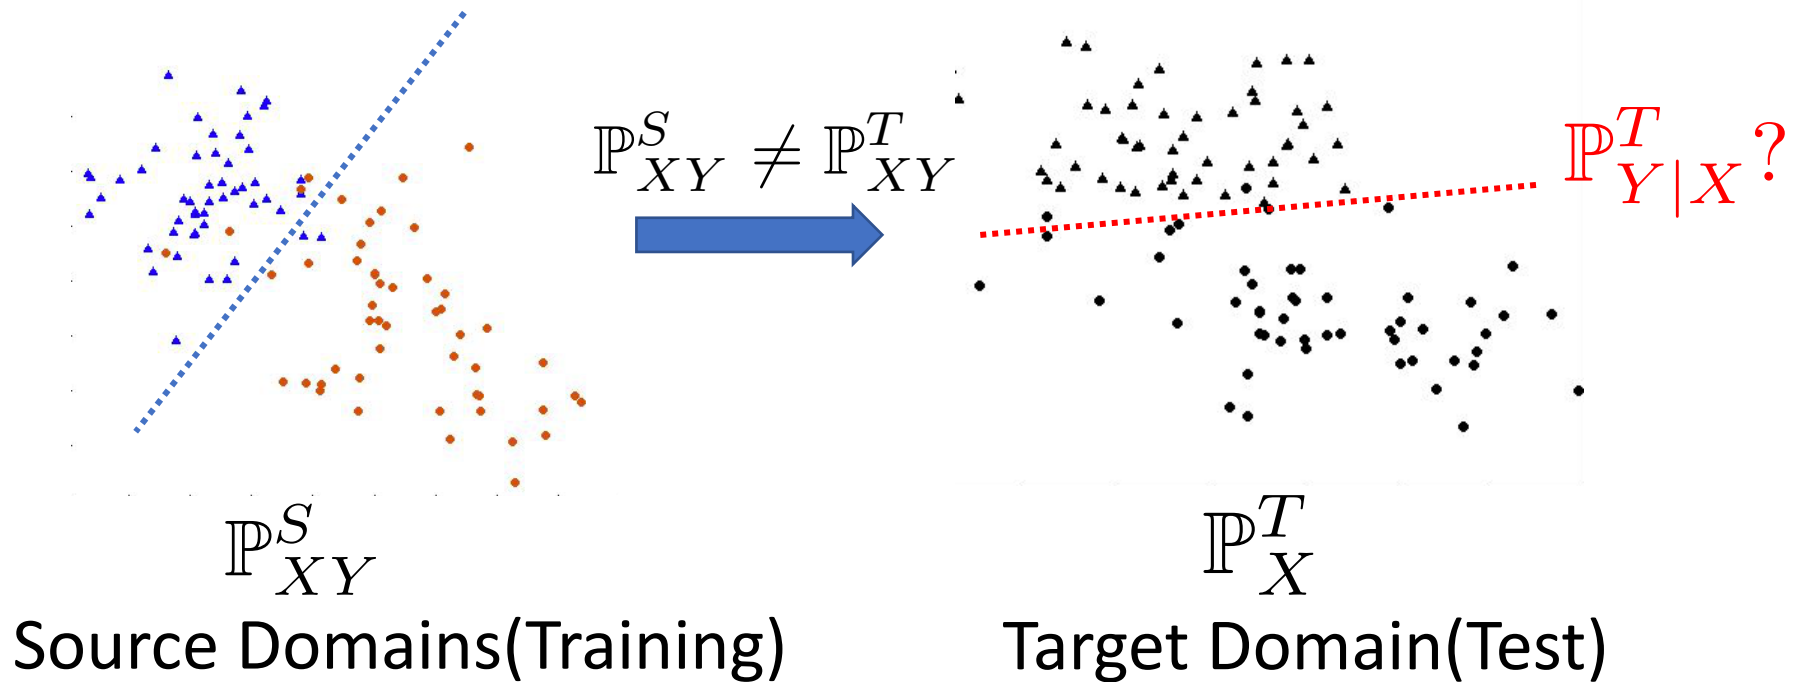 ℙ^S_{XY} ≠ ℙ^T_{XY}
ℙ^T_{Y|X}?
ℙ^S_{XY}
ℙ^T_X
Source Domains(Training)
Target Domain(Test)